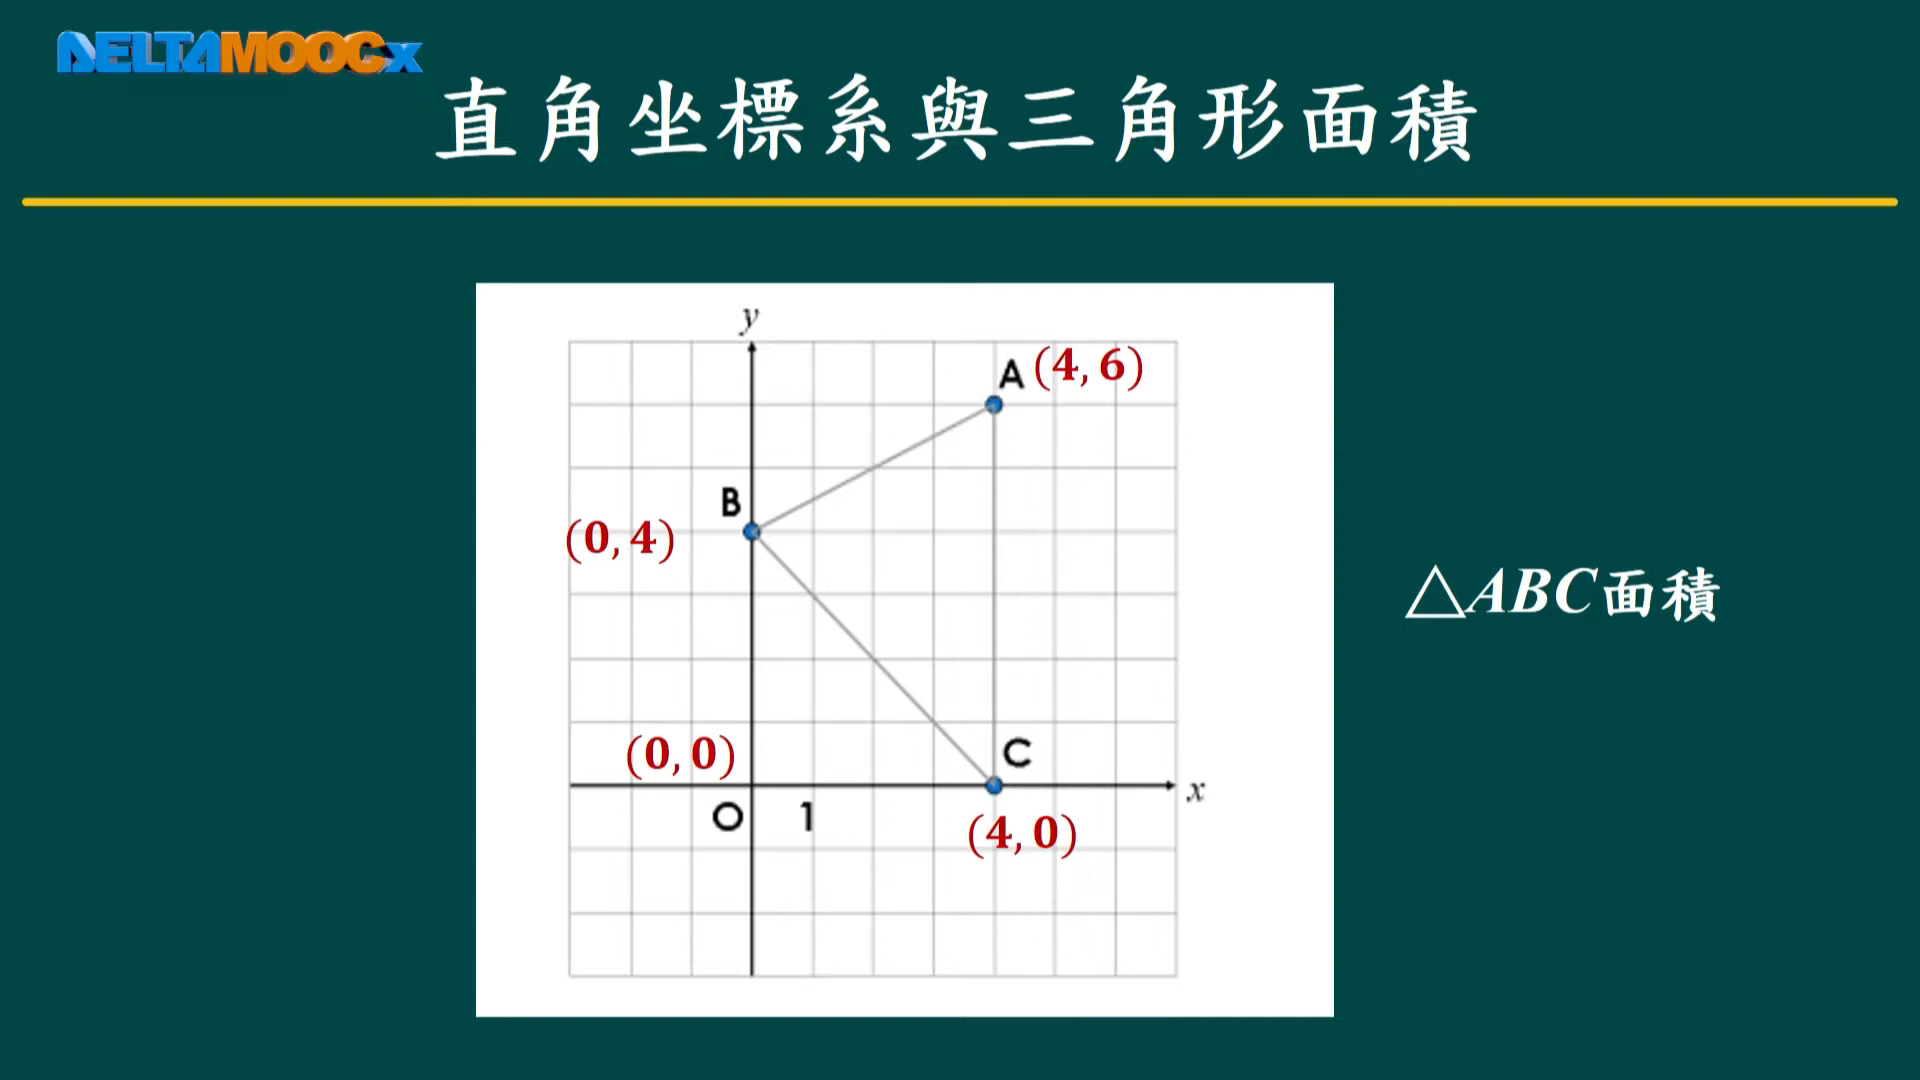 DELTAMOOCx
直角坐標系與三角形面積
y
A (4, 6)
B
(0, 4)
△ABC面積
(0, 0)
C
x
O 1
(4, 0)